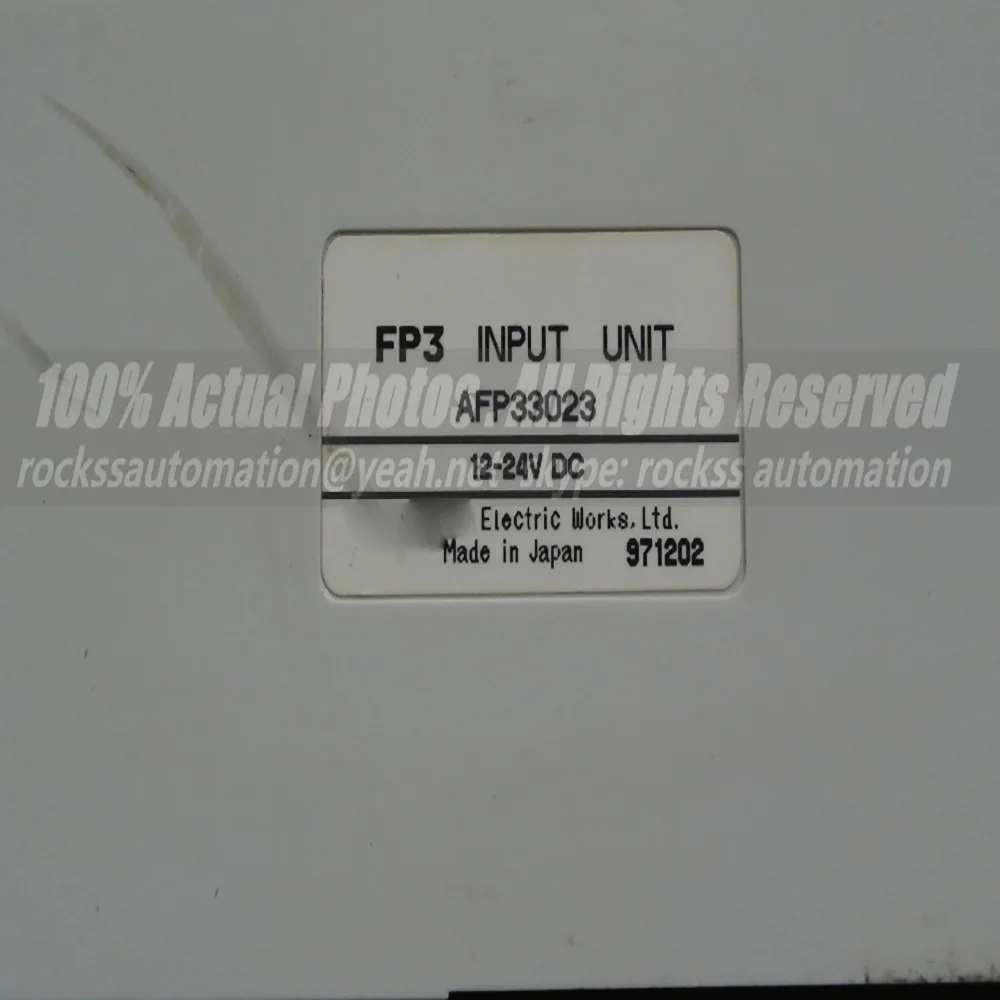 FP3 INPUT UNIT
100% Actual Photos. All Rights Reserved
AFP33023
rockssautomation@yeah.net skype: rockss automation
12-24V DC
Electric Works, Ltd.
Made in Japan 971202